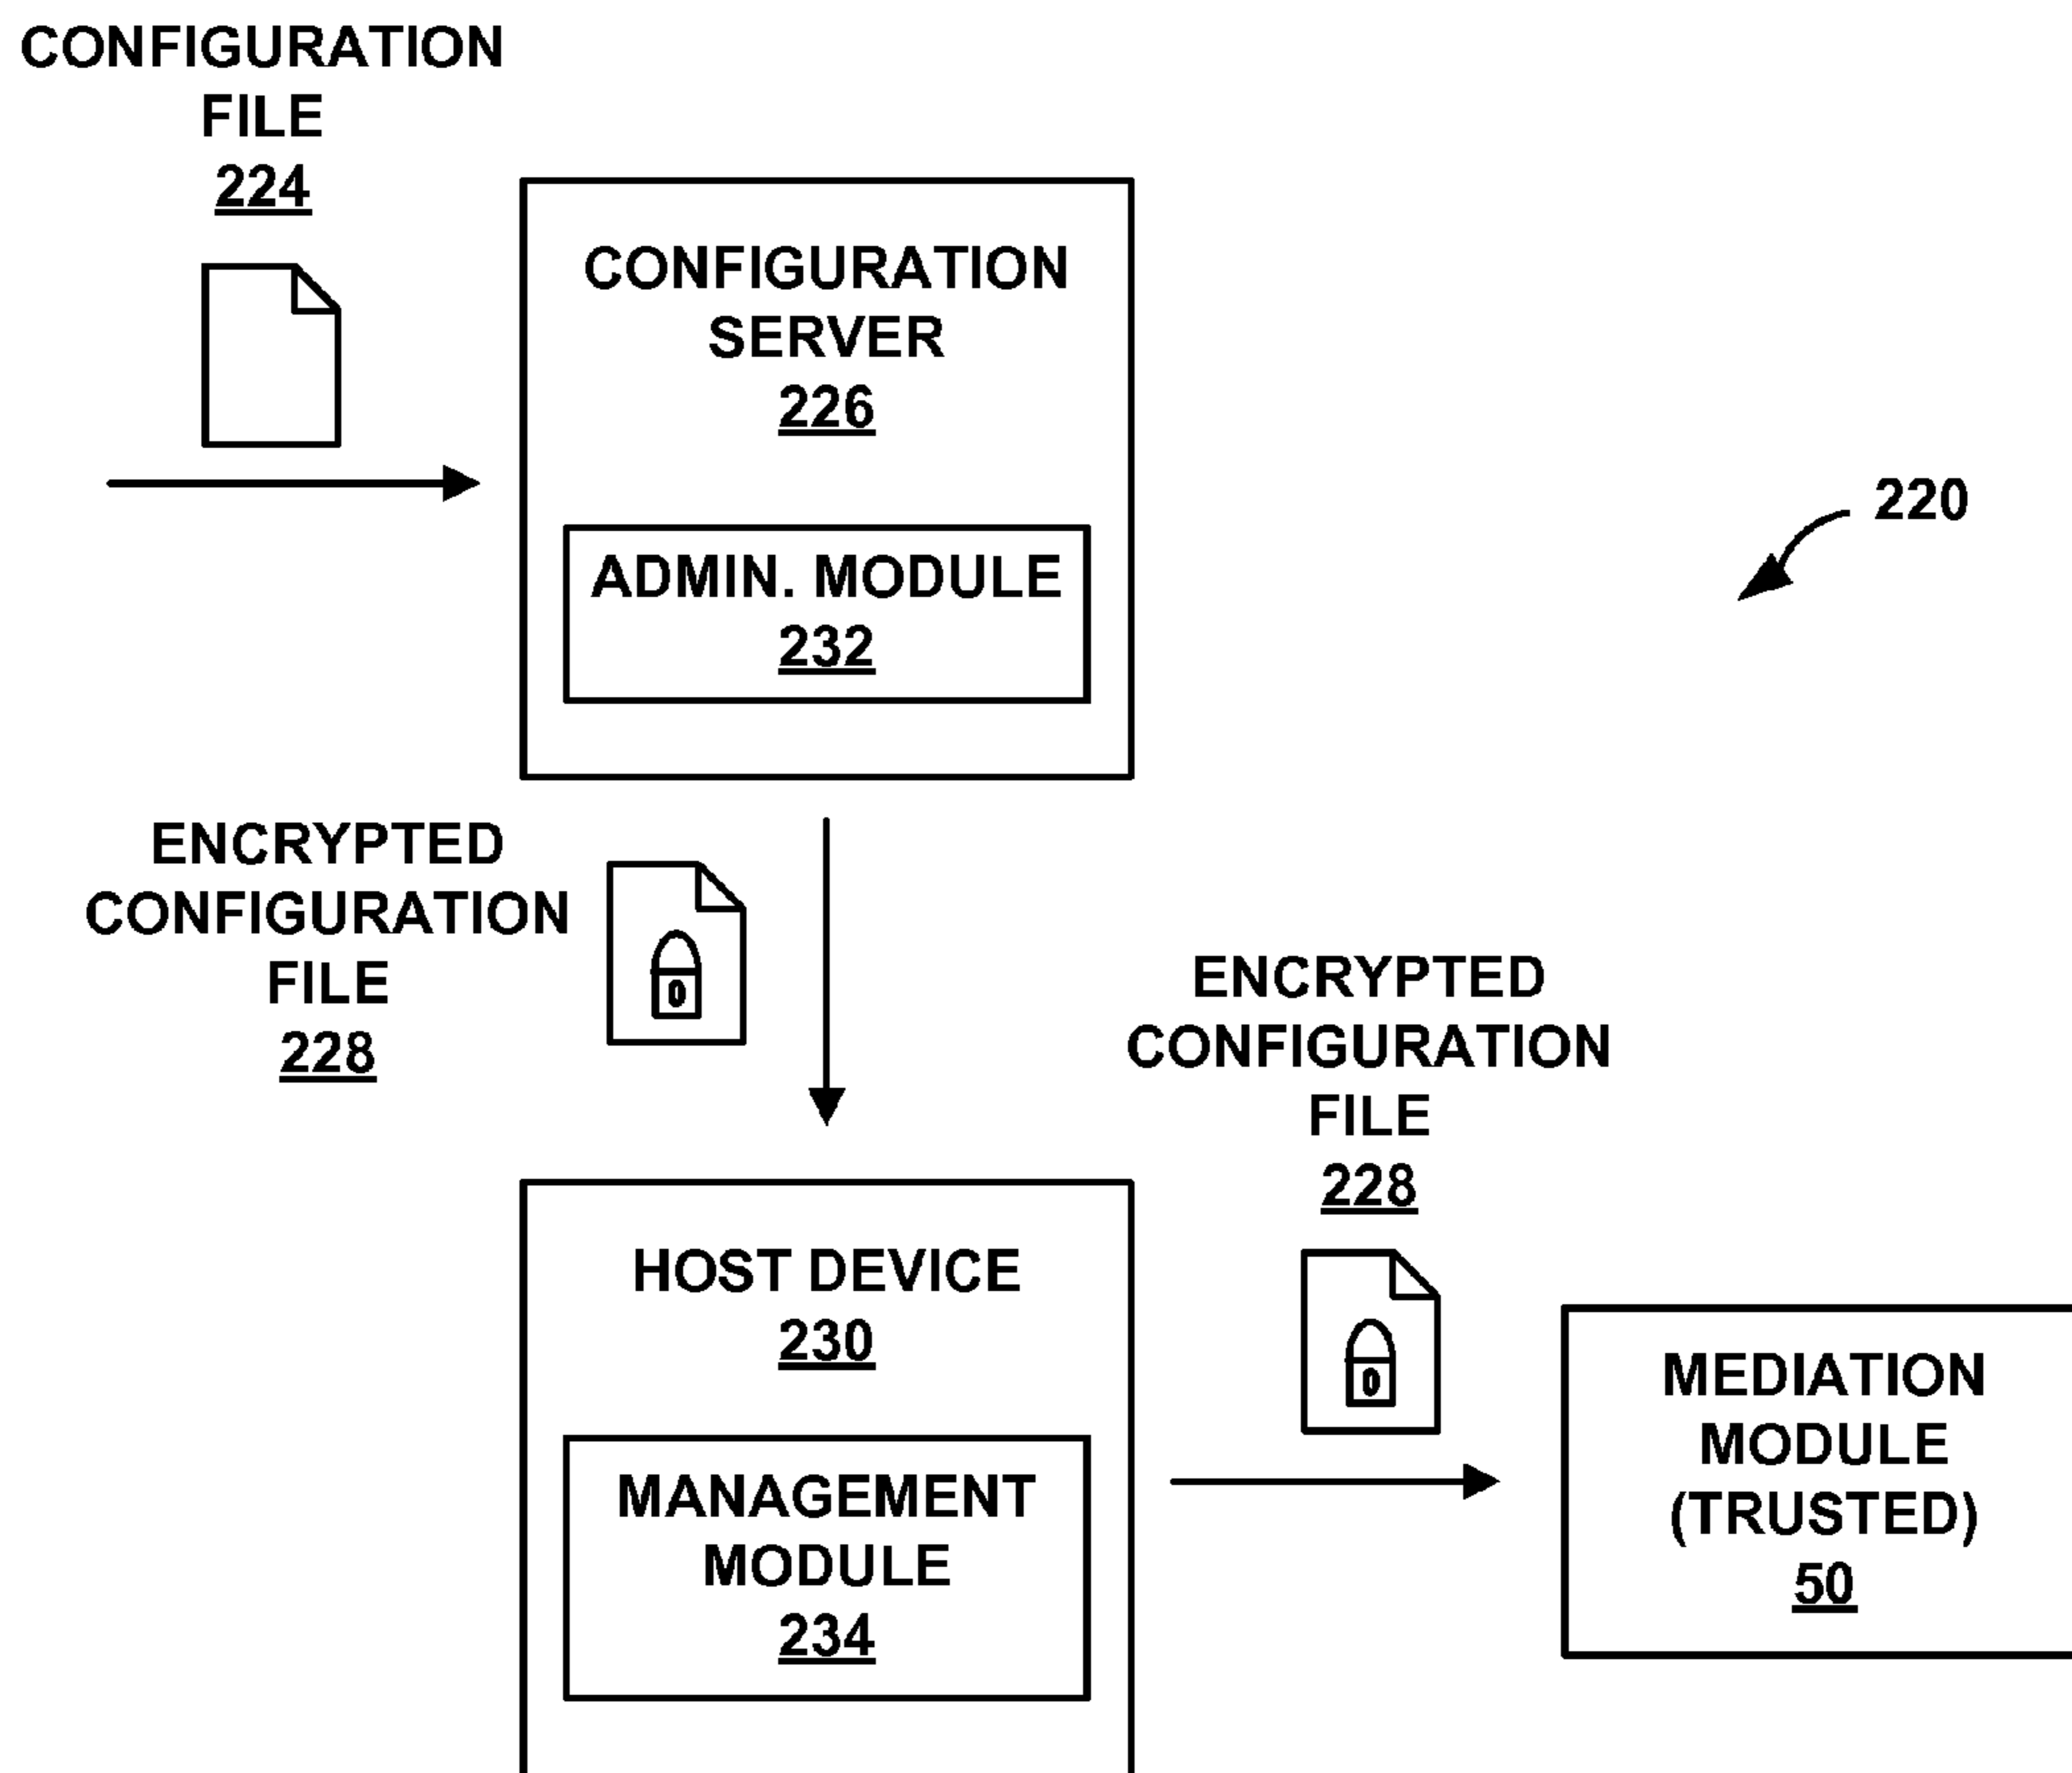 CONFIGURATION
FILE
224
CONFIGURATION
SERVER
226
ADMIN. MODULE
232
220
ENCRYPTED
CONFIGURATION
FILE
228
ENCRYPTED
CONFIGURATION
FILE
228
HOST DEVICE
230
MANAGEMENT
MODULE
234
MEDIATION
MODULE
(TRUSTED)
50